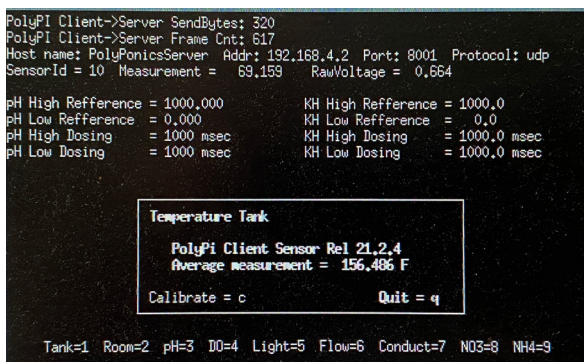 PolyPI Client->Server SendBytes: 320
PolyPI Client->Server Frame Cnt: 617
Host name: PolyPonicsServer  Addr: 192.168.4.2  Port: 8001  Protocol: udp
SensorId = 10  Measurement =   69.159    RawVoltage =  0.664
pH High Refference = 1000.000    KH High Refference = 1000.0
pH Low Refference  = 0.000    KH Low Refference  =   0.0
pH High Dosing     = 1000 msec    KH High Dosing     = 1000.0 msec
pH Low Dosing      = 1000 msec    KH Low Dosing      = 1000.0 msec
Temperature Tank
PolyPi Client Sensor Rel 21.2.4
Average measurement =  156.486 F
Calibrate = c    Quit = q
Tank=1  Room=2  pH=3  DO=4  Light=5  Flow=6  Conduct=7  NO3=8  NH4=9